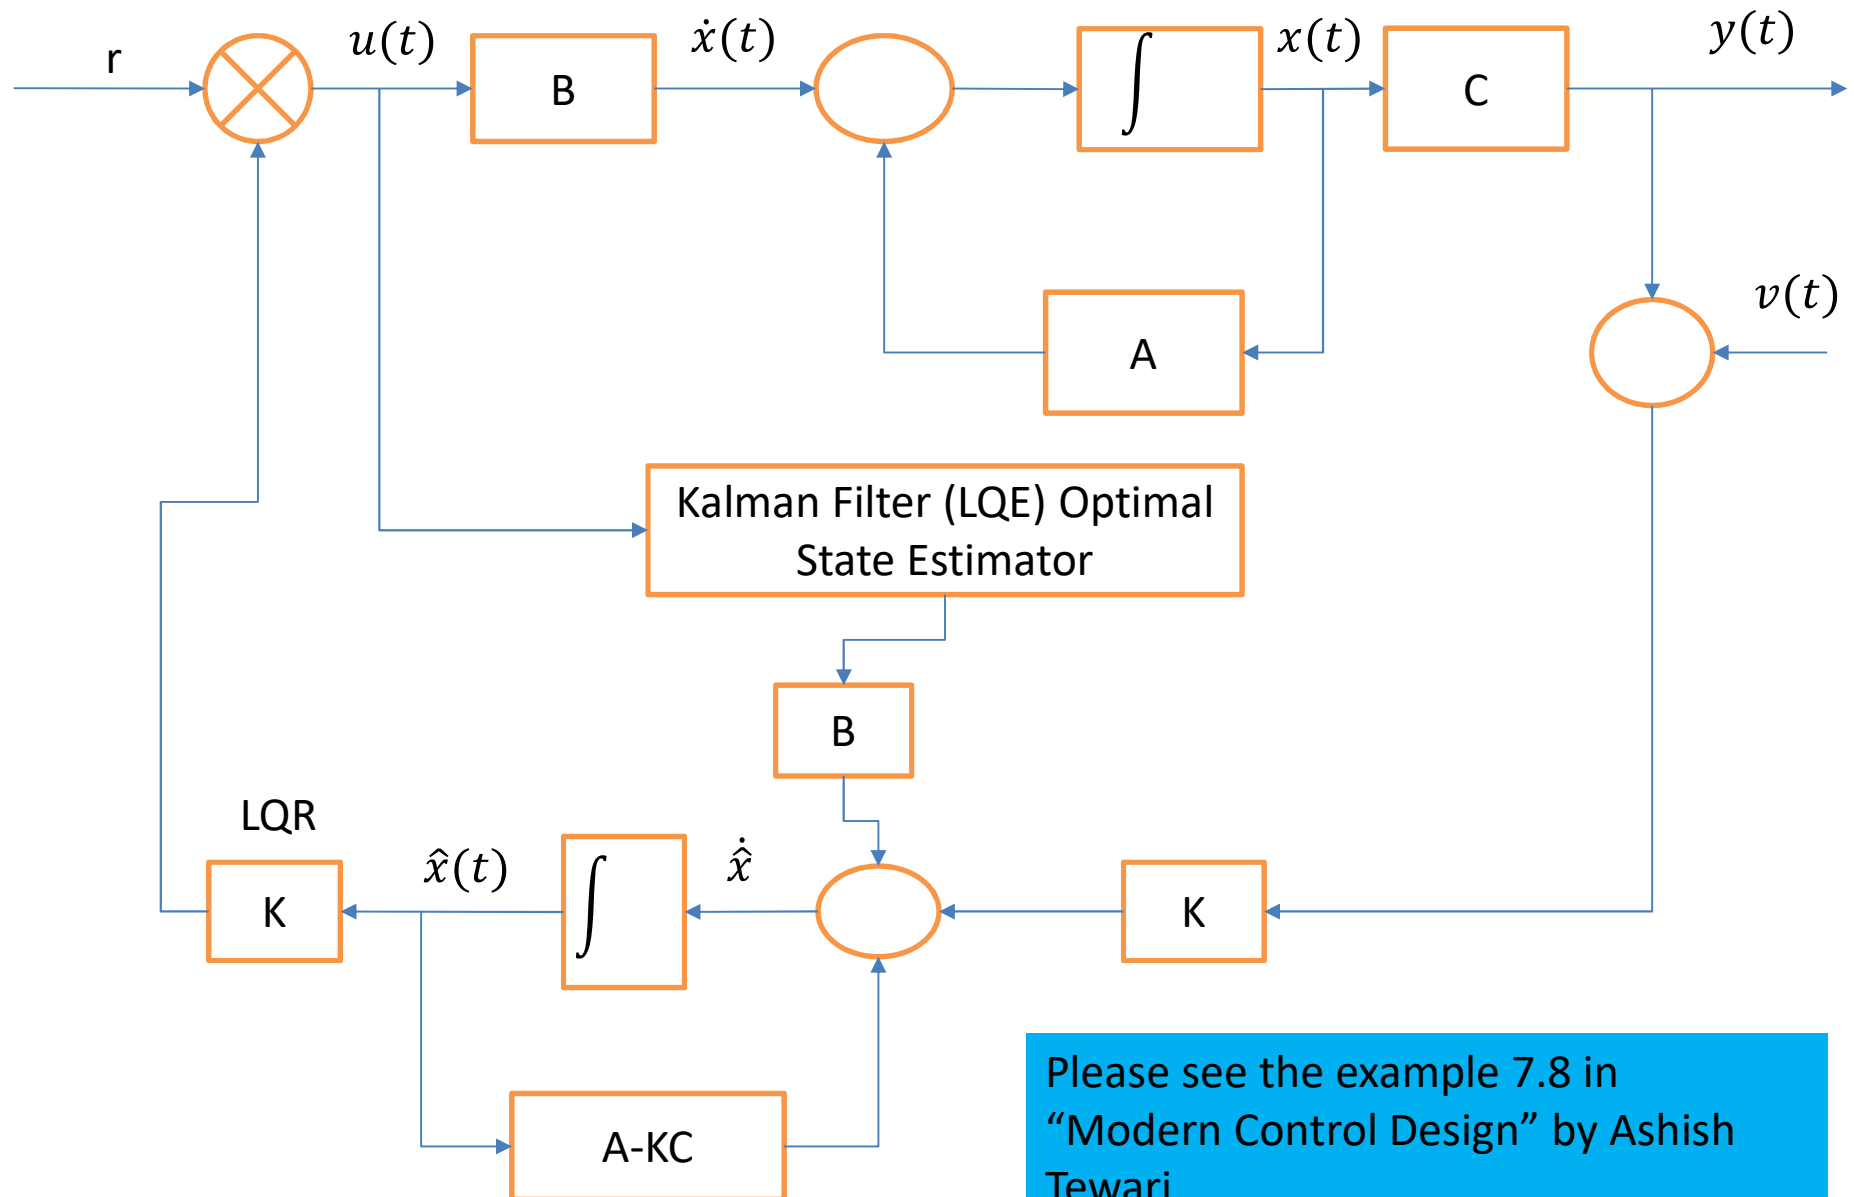 r
u(t)
B
ẋ(t)
∫
x(t)
C
y(t)
A
v(t)
Kalman Filter (LQE) Optimal
State Estimator
B
LQR
K
x̂(t)
∫
x̂̇
K
A-KC
Please see the example 7.8 in
“Modern Control Design” by Ashish
Tewari